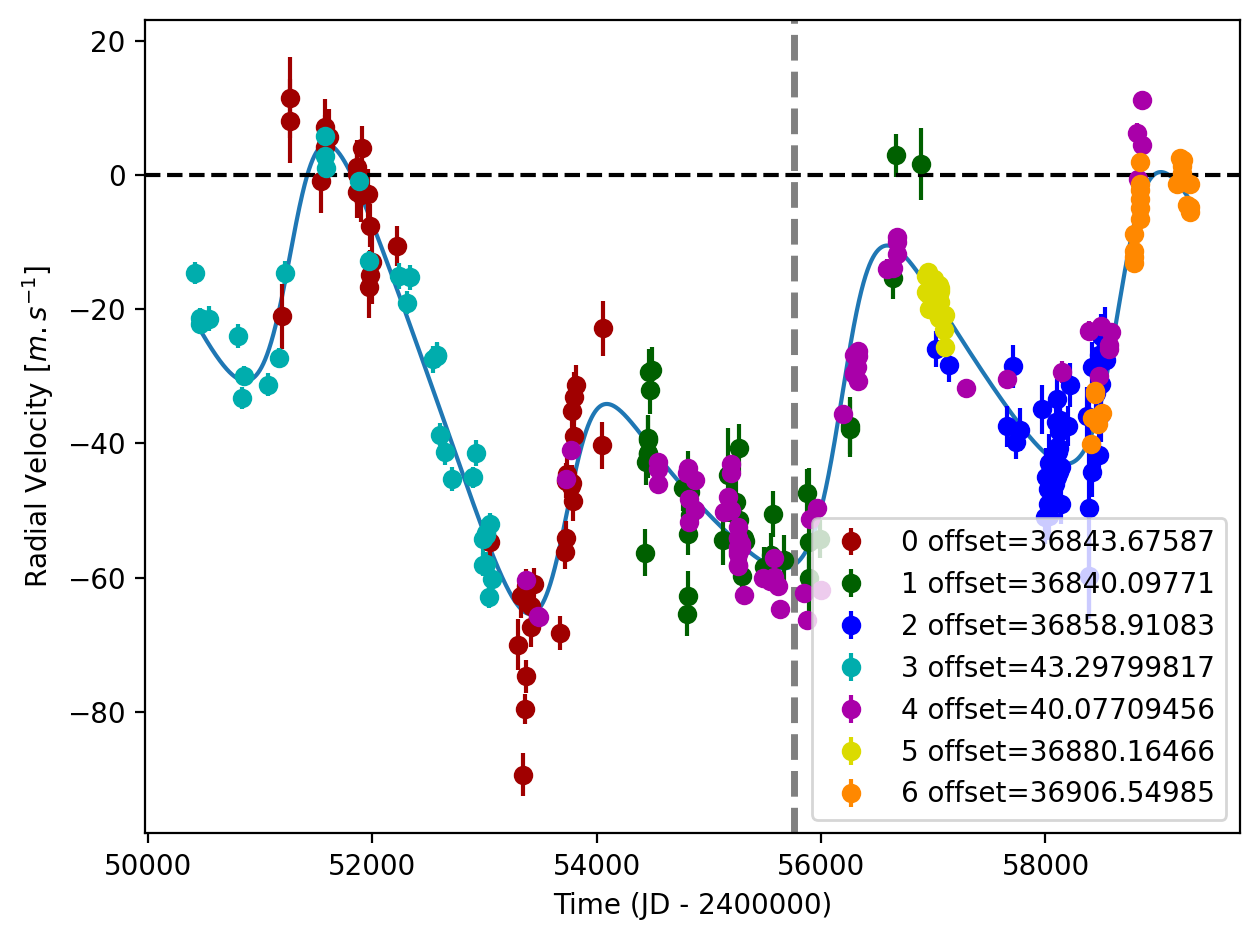 20
0
−20
−40
−60
−80
Radial Velocity [m.s⁻¹]
0 offset=36843.67587
1 offset=36840.09771
2 offset=36858.91083
3 offset=43.29799817
4 offset=40.07709456
5 offset=36880.16466
6 offset=36906.54985
50000 52000 54000 56000 58000
Time (JD - 2400000)